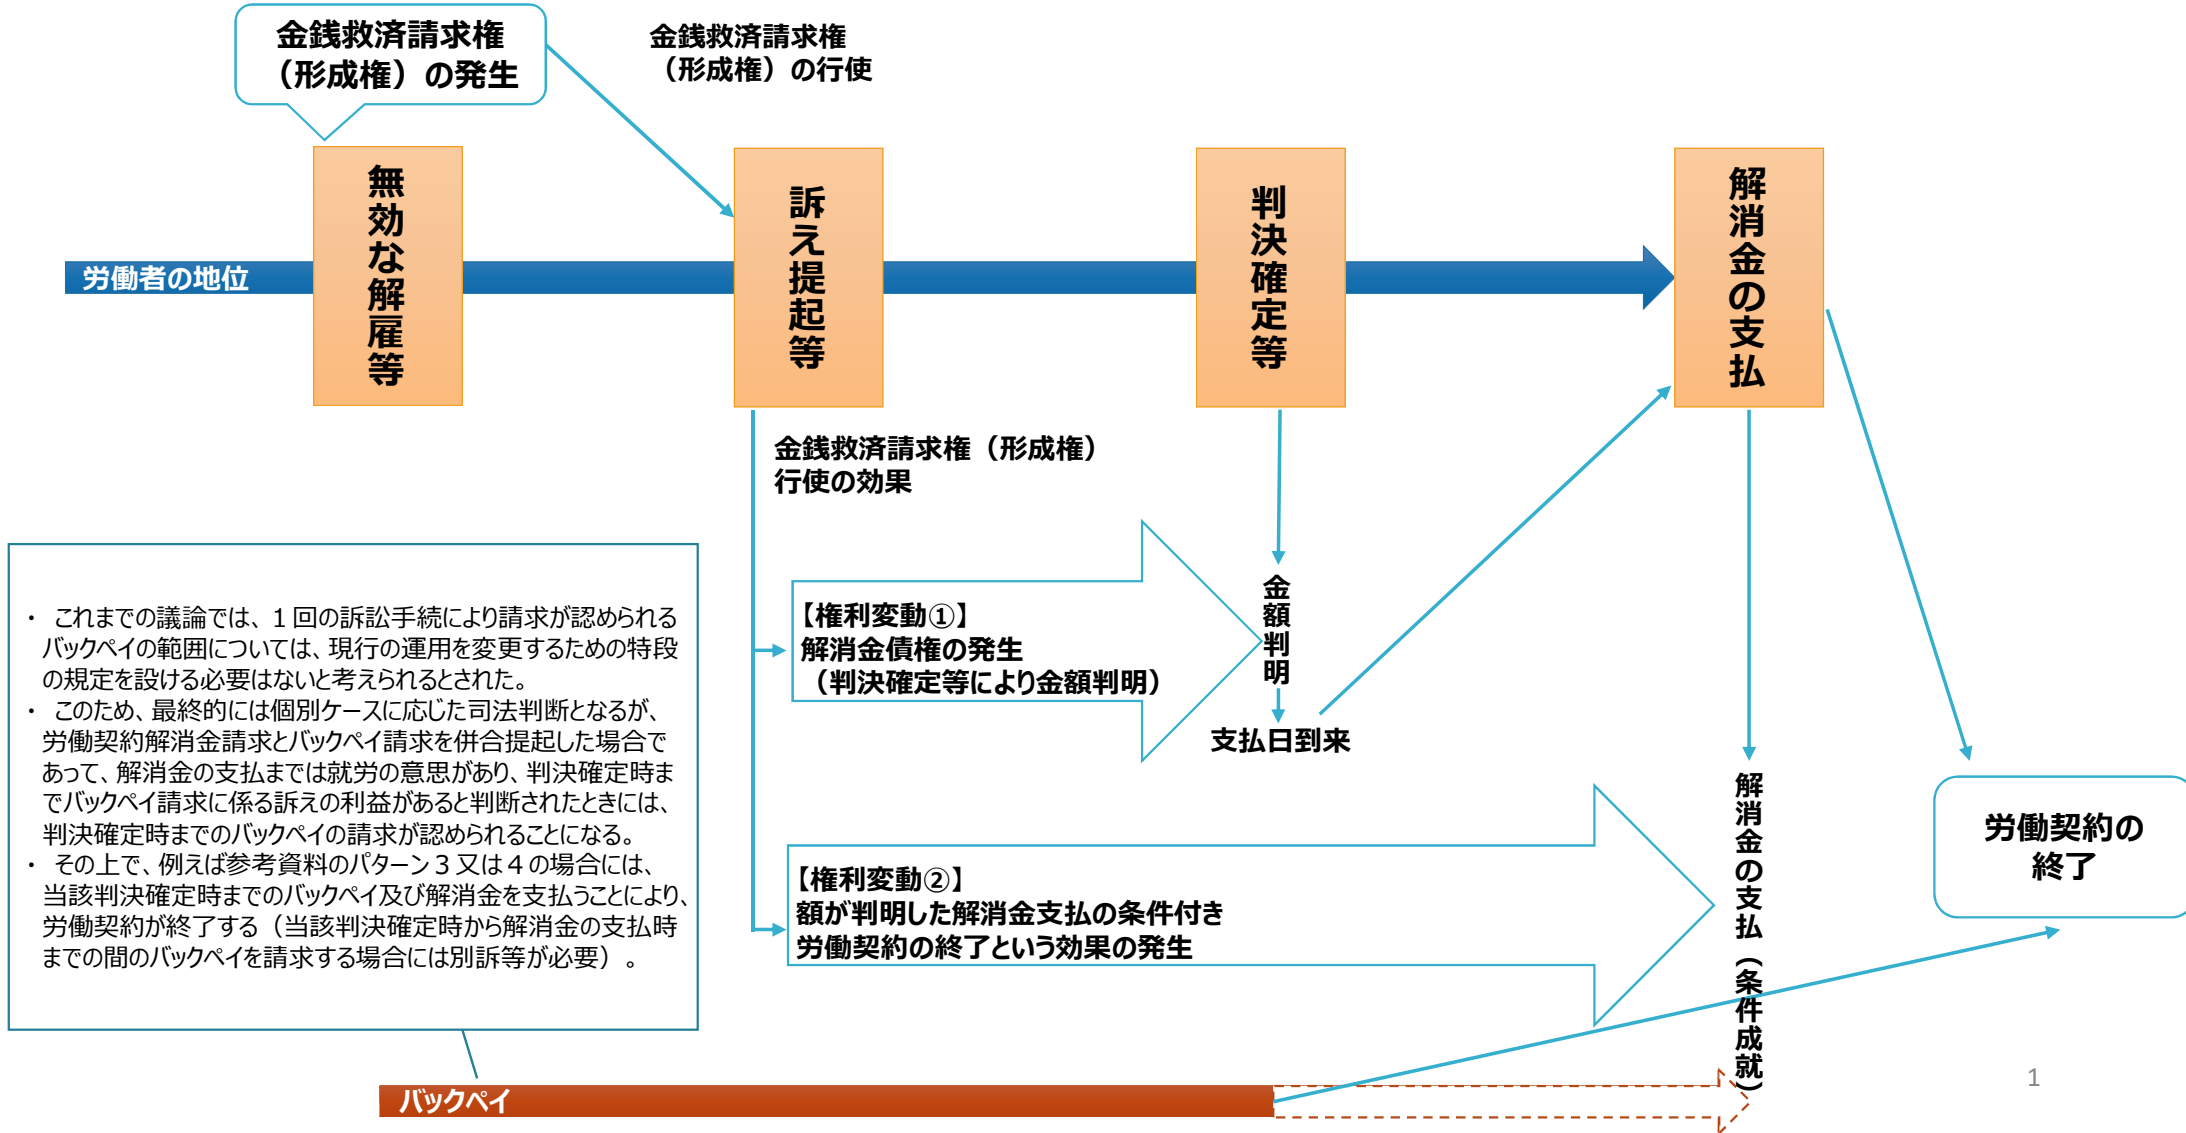 金銭救済請求権
（形成権）の発生
金銭救済請求権
（形成権）の行使
無効な解雇等
訴え提起等
判決確定等
解消金の支払
労働者の地位
金銭救済請求権（形成権）
行使の効果
・ これまでの議論では、１回の訴訟手続により請求が認められる
バックペイの範囲については、現行の運用を変更するための特段
の規定を設ける必要はないと考えられるとされた。
・ このため、最終的には個別ケースに応じた司法判断となるが、
労働契約解消金請求とバックペイ請求を併合提起した場合で
あって、解消金の支払までは就労の意思があり、判決確定時ま
でバックペイ請求に係る訴えの利益があると判断されたときには、
判決確定時までのバックペイの請求が認められることになる。
・ その上で、例えば参考資料のパターン３又は４の場合には、
当該判決確定時までのバックペイ及び解消金を支払うことにより、
労働契約が終了する（当該判決確定時から解消金の支払時
までの間のバックペイを請求する場合には別訴等が必要）。
【権利変動①】
解消金債権の発生
（判決確定等により金額判明）
金額判明
支払日到来
【権利変動②】
額が判明した解消金支払の条件付き
労働契約の終了という効果の発生
解消金の支払（条件成就）
労働契約の
終了
バックペイ
1